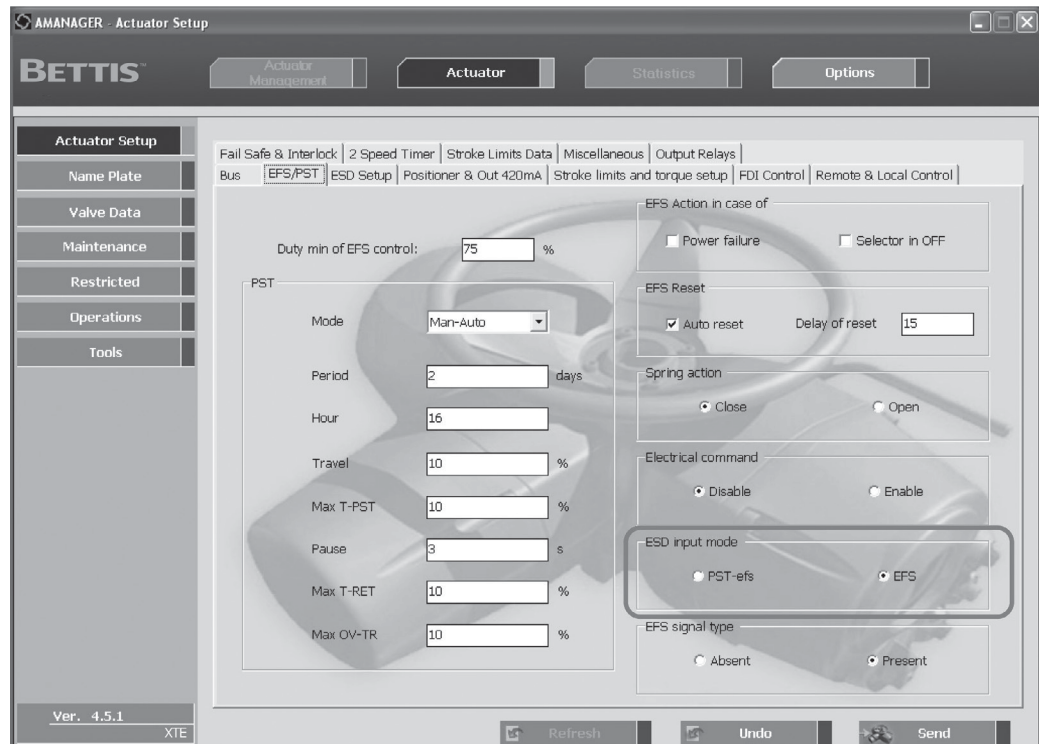 AMANAGER - Actuator Setup
BETTIS™
Actuator Management
Actuator
Statistics
Options
Actuator Setup
Name Plate
Valve Data
Maintenance
Restricted
Operations
Tools
Fail Safe & Interlock
2 Speed Timer
Stroke Limits Data
Miscellaneous
Output Relays
Bus
EFS/PST
ESD Setup
Positioner & Out 420mA
Stroke limits and torque setup
FDI Control
Remote & Local Control
Duty min of EFS control: 75 %
PST
Mode Man-Auto
Period 2 days
Hour 16
Travel 10 %
Max T-PST 10 %
Pause 3 s
Max T-RET 10 %
Max OV-TR 10 %
EFS Action in case of
Power failure Selector in OFF
EFS Reset
Auto reset Delay of reset 15
Spring action
Close Open
Electrical command
Disable Enable
ESD input mode
PST-efs EFS
EFS signal type
Absent Present
Ver. 4.5.1
XTE
Refresh
Undo
Send